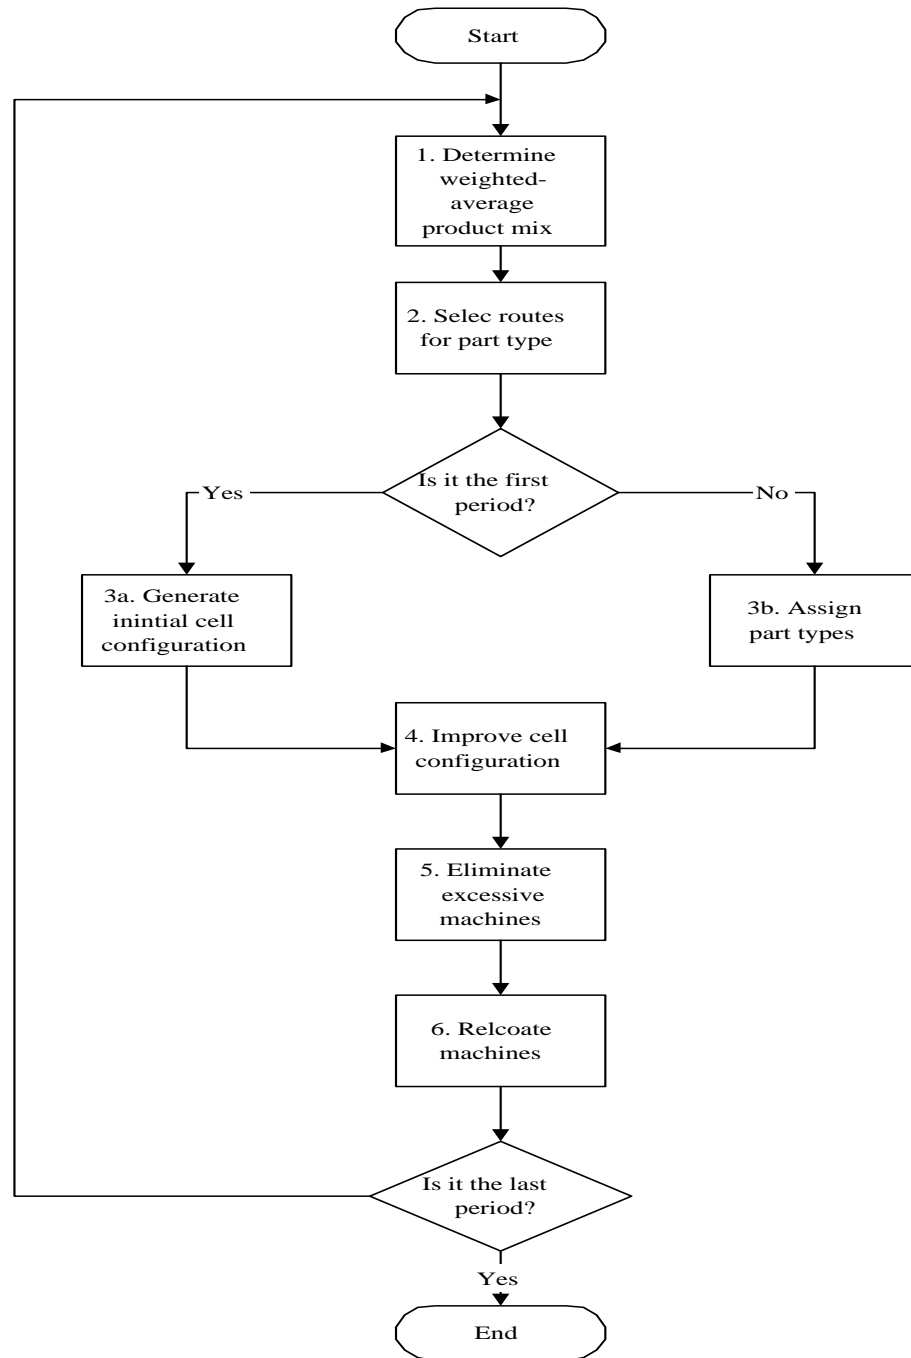 Start
1. Determine
weighted-
average
product mix
2. Selec routes
for part type
Is it the first
period?
Yes
No
3a. Generate
inintial cell
configuration
3b. Assign
part types
4. Improve cell
configuration
5. Eliminate
excessive
machines
6. Relcoate
machines
Is it the last
period?
Yes
End